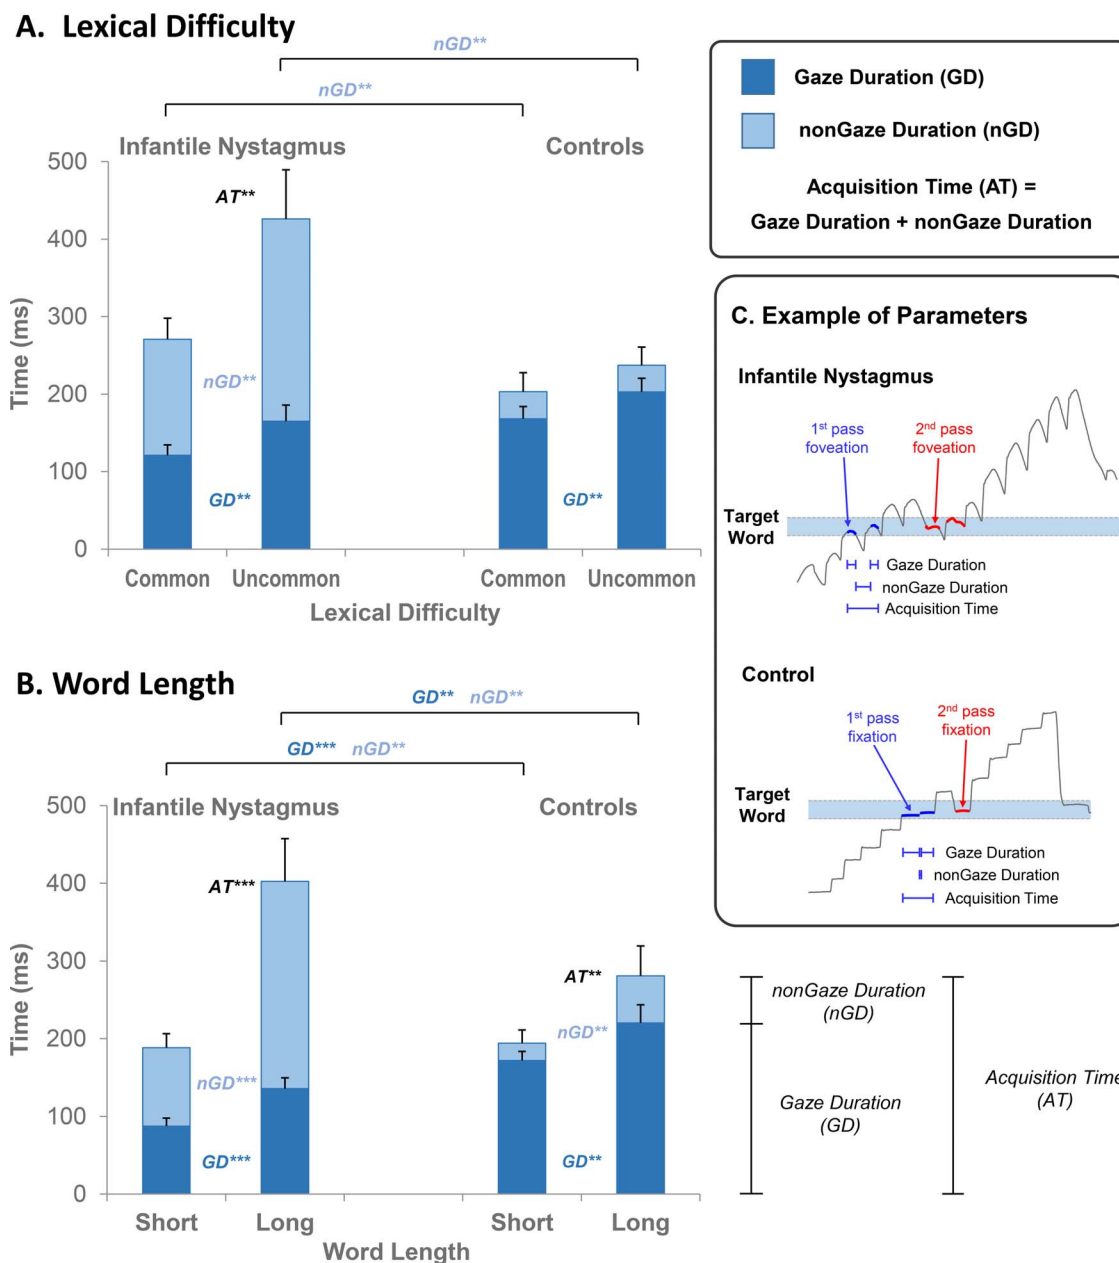 A. Lexical Difficulty
nGD**
nGD**
Infantile Nystagmus
Controls
500
400
300
200
100
0
Time (ms)
AT**
nGD**
GD**
GD**
Common
Uncommon
Common
Uncommon
Lexical Difficulty
Gaze Duration (GD)
nonGaze Duration (nGD)
Acquisition Time (AT) =
Gaze Duration + nonGaze Duration
C. Example of Parameters
Infantile Nystagmus
1st pass
foveation
2nd pass
foveation
Target
Word
Gaze Duration
nonGaze Duration
Acquisition Time
Control
1st pass
fixation
2nd pass
fixation
Target
Word
Gaze Duration
nonGaze Duration
Acquisition Time
B. Word Length
GD** nGD**
GD*** nGD**
Infantile Nystagmus
Controls
500
400
300
200
100
0
Time (ms)
AT***
nGD***
GD***
AT**
nGD**
GD**
Short
Long
Short
Long
Word Length
nonGaze Duration
(nGD)
Gaze Duration
(GD)
Acquisition Time
(AT)